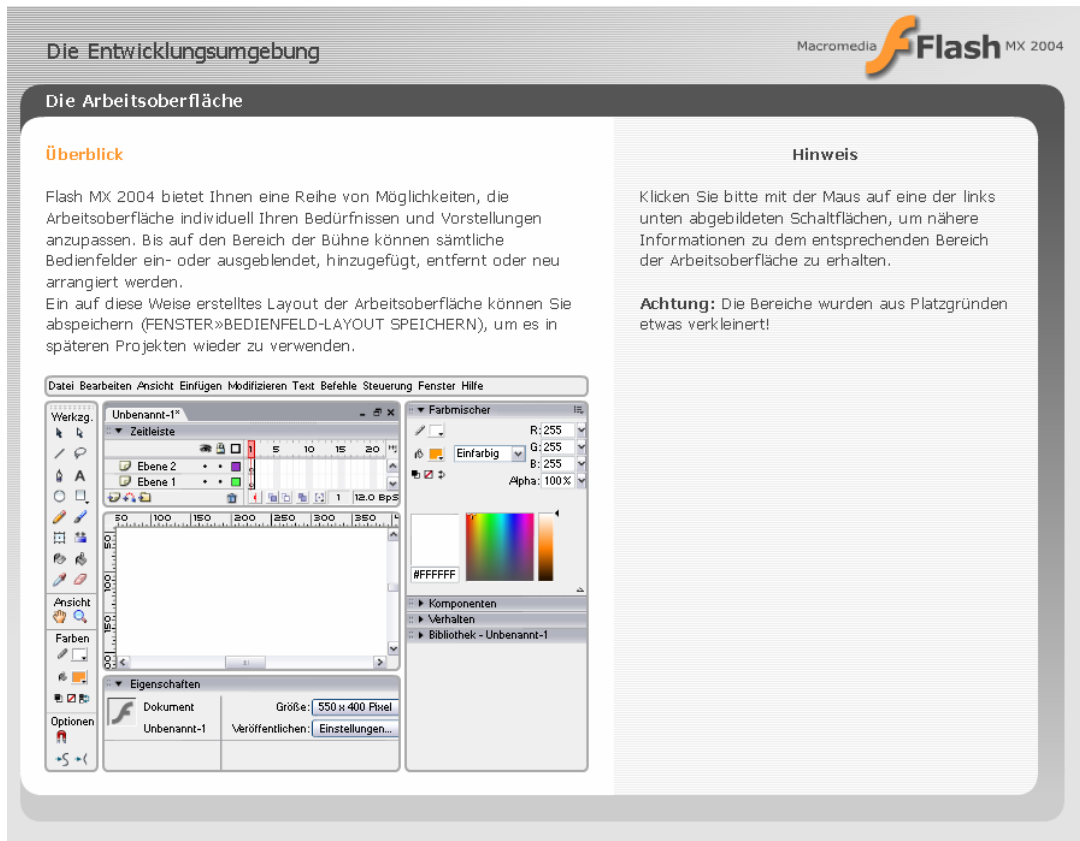 Die Entwicklungsumgebung
Macromedia Flash MX 2004
Die Arbeitsoberfläche
Überblick
Flash MX 2004 bietet Ihnen eine Reihe von Möglichkeiten, die
Arbeitsoberfläche individuell Ihren Bedürfnissen und Vorstellungen
anzupassen. Bis auf den Bereich der Bühne können sämtliche
Bedienfelder ein- oder ausgeblendet, hinzugefügt, entfernt oder neu
arrangiert werden.
Ein auf diese Weise erstelltes Layout der Arbeitsoberfläche können Sie
abspeichern (FENSTER»BEDIENFELD-LAYOUT SPEICHERN), um es in
späteren Projekten wieder zu verwenden.
Hinweis
Klicken Sie bitte mit der Maus auf eine der links
unten abgebildeten Schaltflächen, um nähere
Informationen zu dem entsprechenden Bereich
der Arbeitsoberfläche zu erhalten.
Achtung: Die Bereiche wurden aus Platzgründen
etwas verkleinert!
Datei Bearbeiten Ansicht Einfügen Modifizieren Text Befehle Steuerung Fenster Hilfe
Werkzg.
A
Ansicht
Farben
Optionen
Unbenannt-1*
Zeitleiste
1 5 10 15 20
Ebene 2
Ebene 1
1 12.0 BpS
50 100 150 200 250 300 350
50
100
150
Eigenschaften
Dokument
Größe: 550 x 400 Pixel
Unbenannt-1
Veröffentlichen: Einstellungen...
Farbmischer
R: 255
G: 255
Einfarbig
B: 255
Alpha: 100%
#FFFFFF
Komponenten
Verhalten
Bibliothek - Unbenannt-1